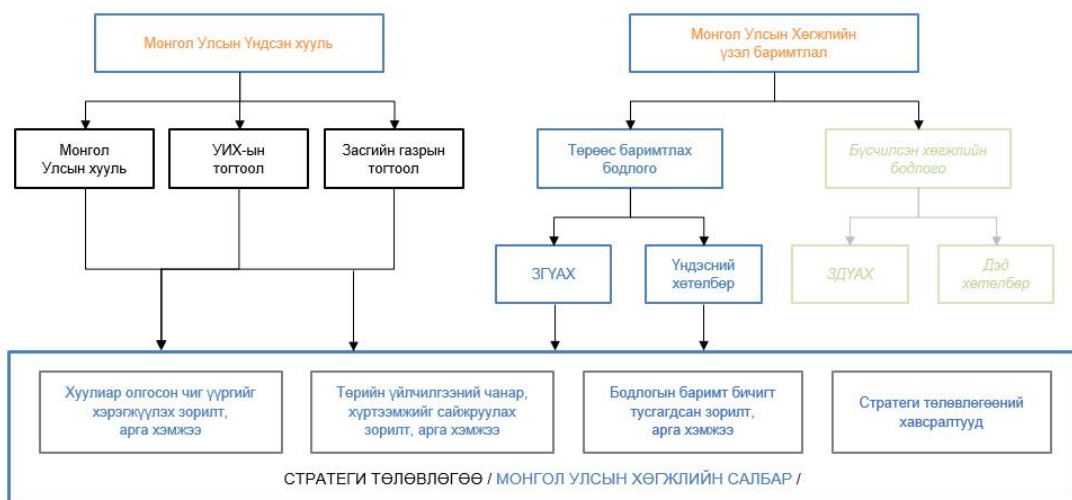 Монгол Улсын Үндсэн хууль
Монгол Улсын Хөгжлийн
үзэл баримтлал
Монгол
Улсын хууль
УИХ-ын
тогтоол
Засгийн газрын
тогтоол
Төрөөс баримтлах
бодлого
Бүсчилсэн хөгжлийн
бодлого
ЗГҮАХ
Үндэсний
хөтөлбөр
ЗДҮАХ
Дэд
хөтөлбөр
Хуулиар олгосон чиг үүргийг
хэрэгжүүлэх зорилт,
арга хэмжээ
Төрийн үйлчилгээний чанар,
хүртээмжийг сайжруулах
зорилт, арга хэмжээ
Бодлогын баримт бичигт
тусгагдсан зорилт,
арга хэмжээ
Стратеги төлөвлөгөөний
хавсралтууд
СТРАТЕГИ ТӨЛӨВЛӨГӨӨ / МОНГОЛ УЛСЫН ХӨГЖЛИЙН САЛБАР /